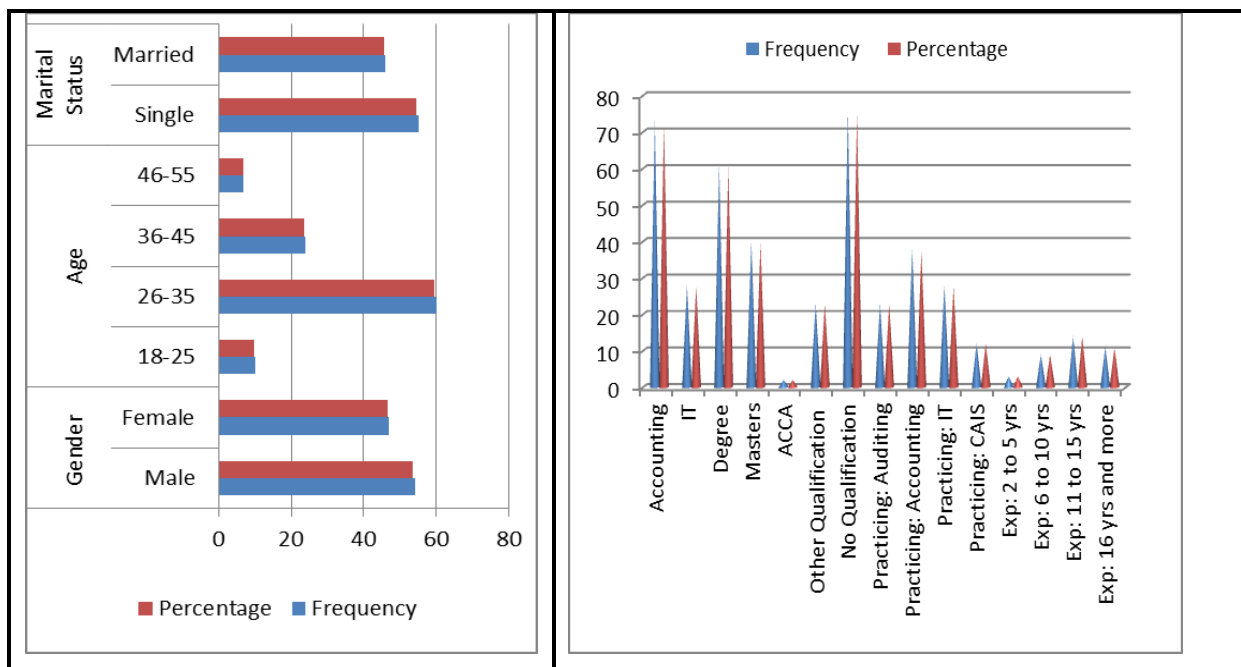 Marital Status
Married
Single
Age
46-55
36-45
26-35
18-25
Gender
Female
Male
0 20 40 60 80
Percentage Frequency
Frequency Percentage
80
70
60
50
40
30
20
10
0
Accounting
IT
Degree
Masters
ACCA
Other Qualification
No Qualification
Practicing: Auditing
Practicing: Accounting
Practicing: IT
Practicing: CAIS
Exp: 2 to 5 yrs
Exp: 6 to 10 yrs
Exp: 11 to 15 yrs
Exp: 16 yrs and more